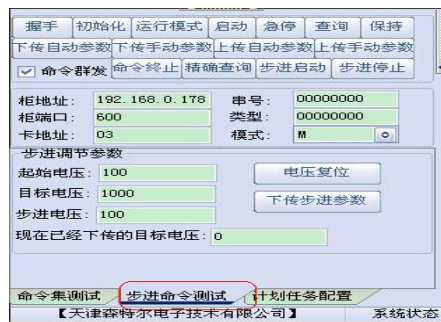 握手 初始化 运行模式 启动 急停 查询 保持
下传自动参数 下传手动参数 上传自动参数 上传手动参数
命令群发 命令终止 精确查询 步进启动 步进停止
柜地址: 192.168.0.178 串号: 00000000
柜端口: 600 类型: 00000000
卡地址: 03 模式: M
步进调节参数
起始电压: 100 电压复位
目标电压: 1000 下传步进参数
步进电压: 100
现在已经下传的目标电压: 0
命令集测试 步进命令测试 计划任务配置
【天津森特尔电子技术有限公司】 系统状态